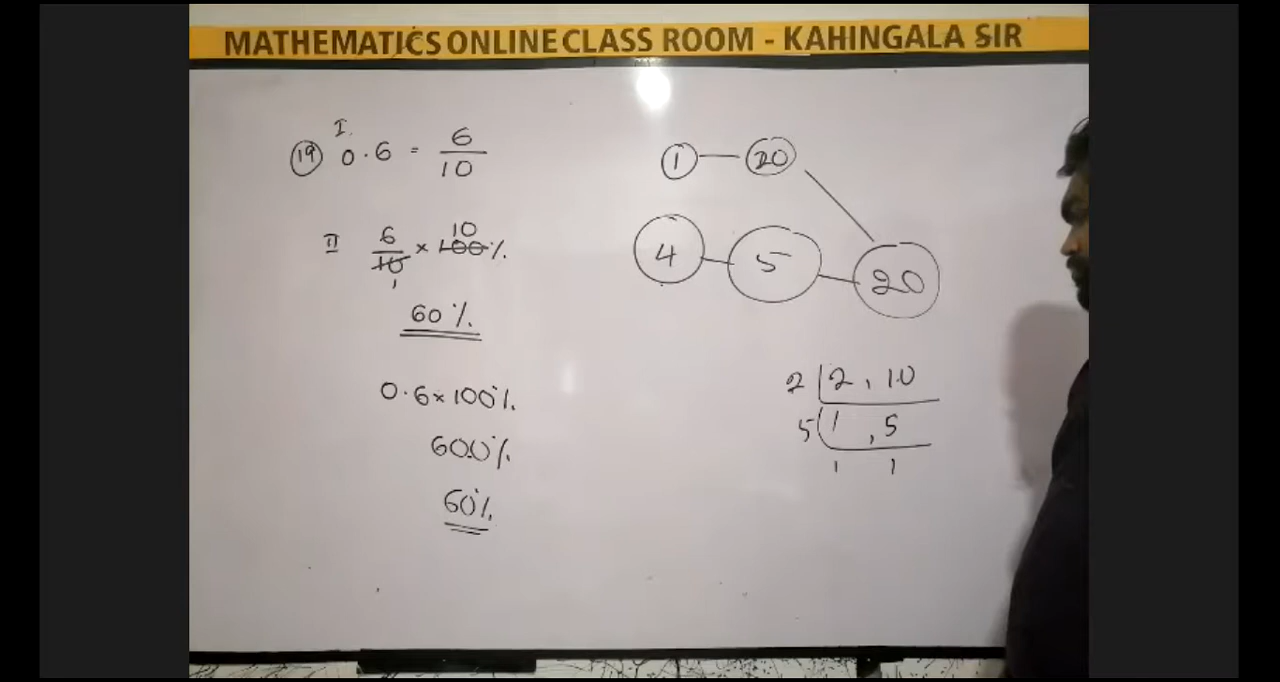 MATHEMATICS ONLINE CLASS ROOM - KAHINGALA SIR
I.
19 0.6 = 6/10
II 6/10 × 100%. 10 1
60%.
0.6 × 100%.
60.0%.
60%.
1 20
4 5 20
2 | 2, 10
5 | 1, 5
1 1